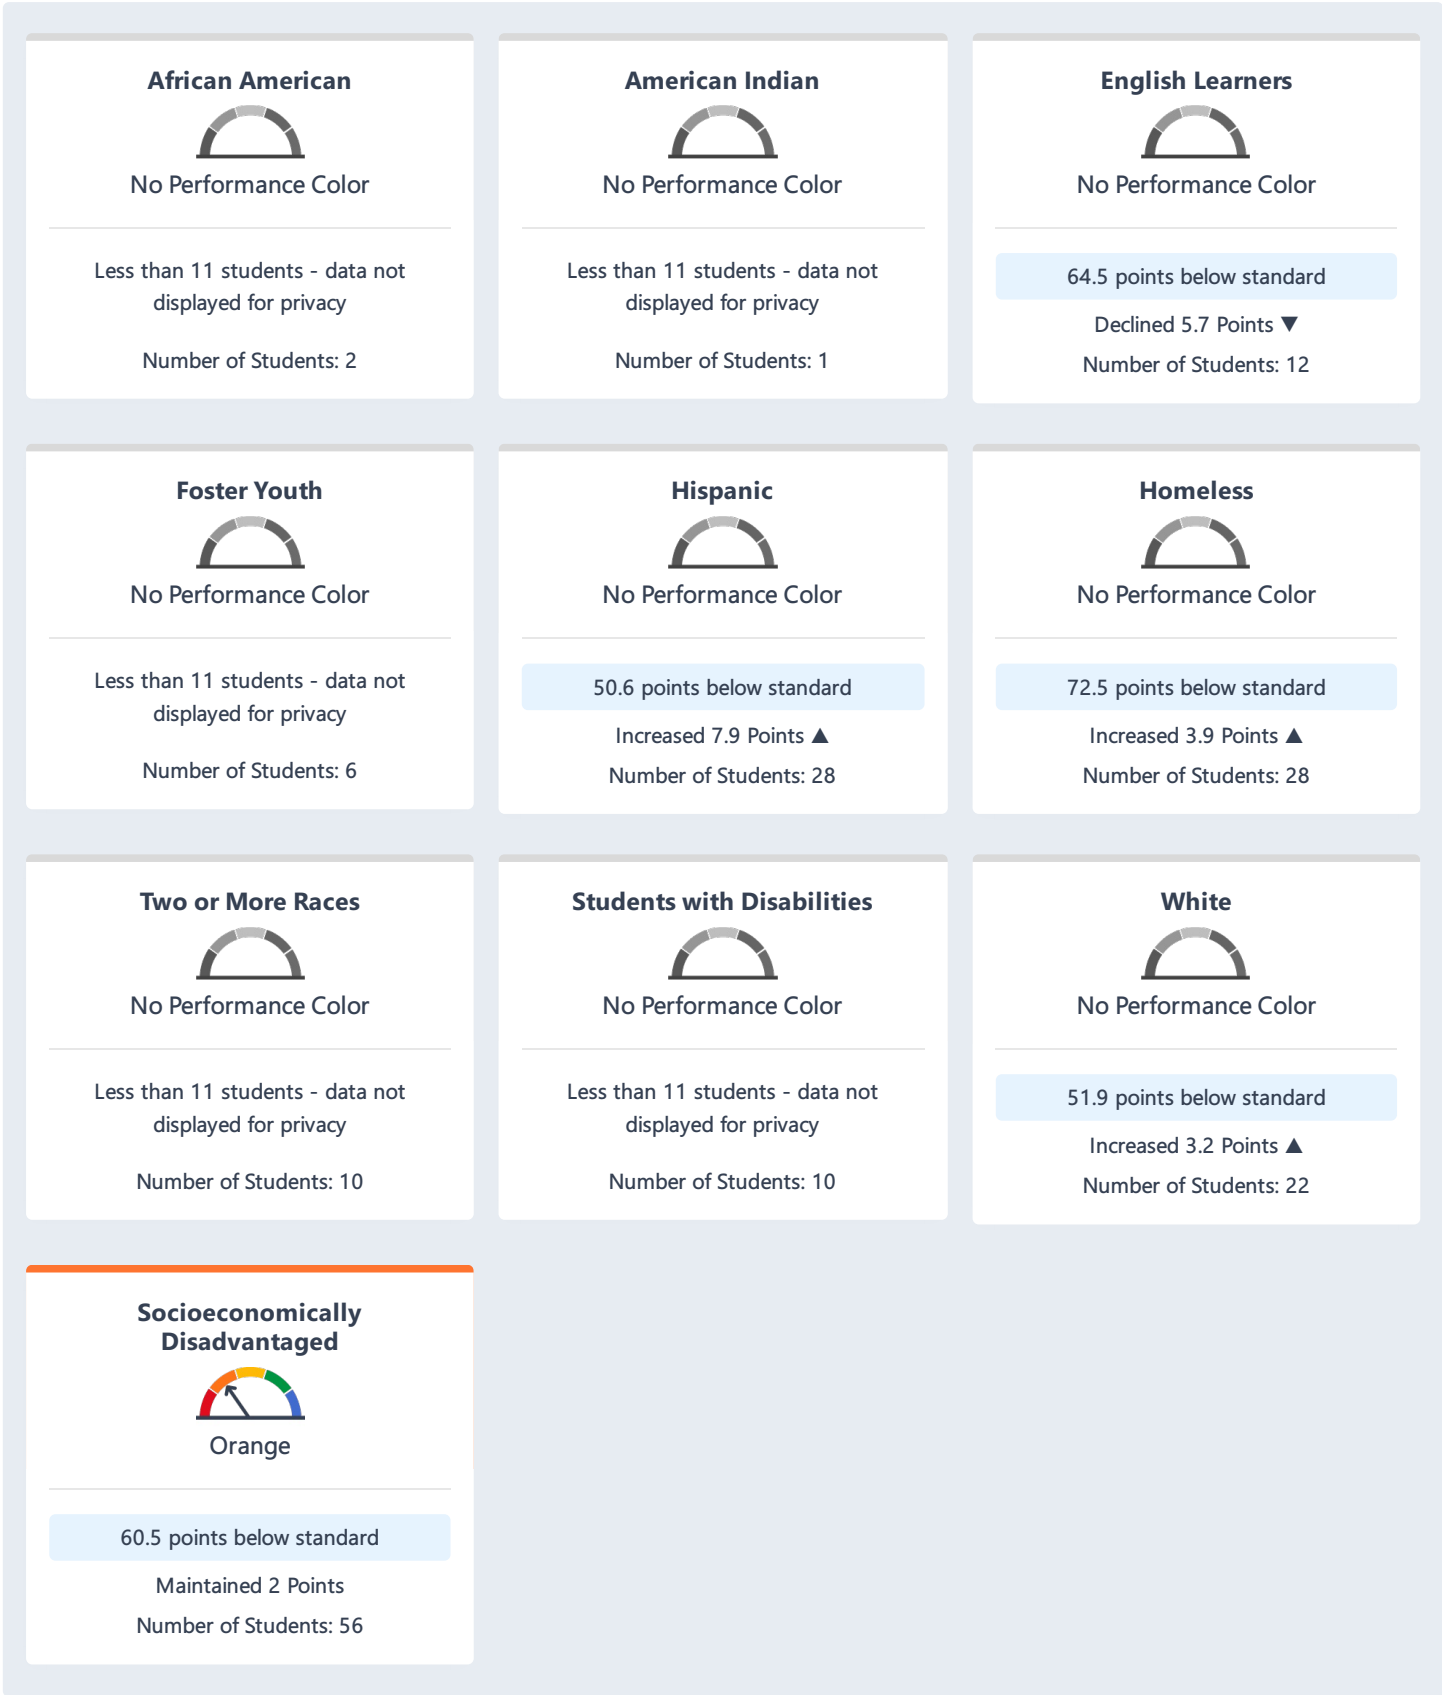 African American
No Performance Color
Less than 11 students - data not
displayed for privacy
Number of Students: 2
American Indian
No Performance Color
Less than 11 students - data not
displayed for privacy
Number of Students: 1
English Learners
No Performance Color
64.5 points below standard
Declined 5.7 Points ▼
Number of Students: 12
Foster Youth
No Performance Color
Less than 11 students - data not
displayed for privacy
Number of Students: 6
Hispanic
No Performance Color
50.6 points below standard
Increased 7.9 Points ▲
Number of Students: 28
Homeless
No Performance Color
72.5 points below standard
Increased 3.9 Points ▲
Number of Students: 28
Two or More Races
No Performance Color
Less than 11 students - data not
displayed for privacy
Number of Students: 10
Students with Disabilities
No Performance Color
Less than 11 students - data not
displayed for privacy
Number of Students: 10
White
No Performance Color
51.9 points below standard
Increased 3.2 Points ▲
Number of Students: 22
Socioeconomically
Disadvantaged
Orange
60.5 points below standard
Maintained 2 Points
Number of Students: 56